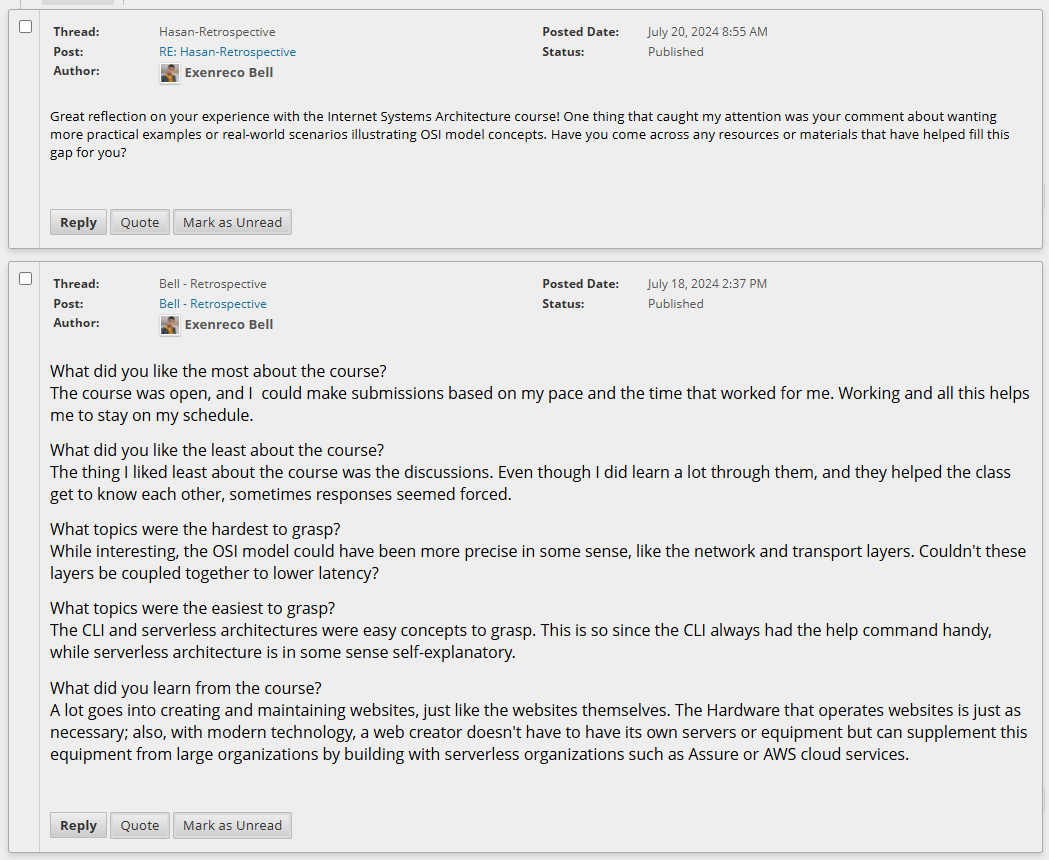 Thread: Hasan-Retrospective Posted Date: July 20, 2024 8:55 AM
Post: RE: Hasan-Retrospective Status: Published
Author: Exenreco Bell
Great reflection on your experience with the Internet Systems Architecture course! One thing that caught my attention was your comment about wanting
more practical examples or real-world scenarios illustrating OSI model concepts. Have you come across any resources or materials that have helped fill this
gap for you?
Reply Quote Mark as Unread
Thread: Bell - Retrospective Posted Date: July 18, 2024 2:37 PM
Post: Bell - Retrospective Status: Published
Author: Exenreco Bell
What did you like the most about the course?
The course was open, and I  could make submissions based on my pace and the time that worked for me. Working and all this helps
me to stay on my schedule.
What did you like the least about the course?
The thing I liked least about the course was the discussions. Even though I did learn a lot through them, and they helped the class
get to know each other, sometimes responses seemed forced.
What topics were the hardest to grasp?
While interesting, the OSI model could have been more precise in some sense, like the network and transport layers. Couldn't these
layers be coupled together to lower latency?
What topics were the easiest to grasp?
The CLI and serverless architectures were easy concepts to grasp. This is so since the CLI always had the help command handy,
while serverless architecture is in some sense self-explanatory.
What did you learn from the course?
A lot goes into creating and maintaining websites, just like the websites themselves. The Hardware that operates websites is just as
necessary; also, with modern technology, a web creator doesn't have to have its own servers or equipment but can supplement this
equipment from large organizations by building with serverless organizations such as Assure or AWS cloud services.
Reply Quote Mark as Unread